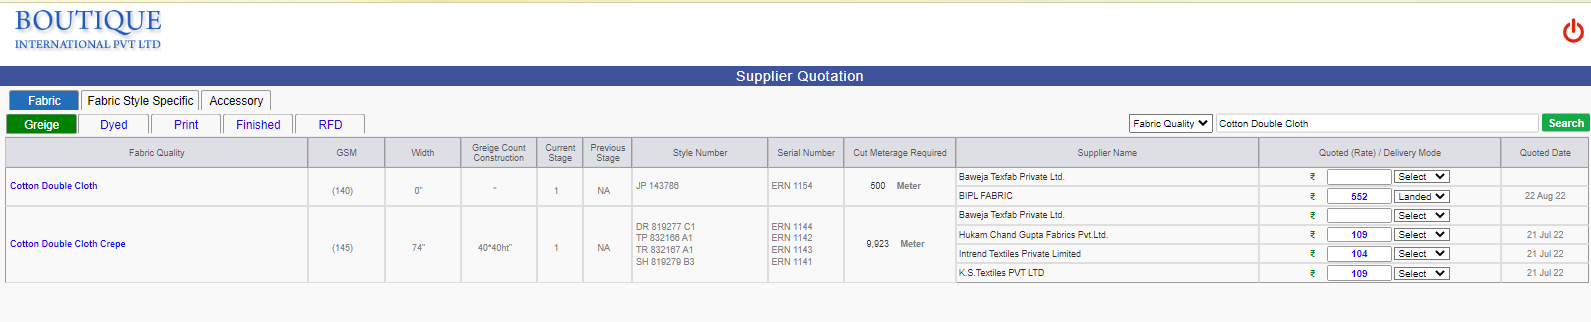 BOUTIQUE
INTERNATIONAL PVT LTD
Supplier Quotation
Fabric Fabric Style Specific Accessory
Greige Dyed Print Finished RFD Fabric Quality Cotton Double Cloth Search
Fabric Quality GSM Width Greige Count Construction Current Stage Previous Stage Style Number Serial Number Cut Meterage Required Supplier Name Quoted (Rate) / Delivery Mode Quoted Date
Cotton Double Cloth (140) 0" - 1 NA JP 143786 ERN 1154 500 Meter
Baweja Texfab Private Ltd. ₹ Select
BIPL FABRIC ₹ 552 Landed 22 Aug 22
Cotton Double Cloth Crepe (145) 74" 40*40ht" 1 NA
DR 819277 C1 ERN 1144
TP 832166 A1 ERN 1142
TR 832167 A1 ERN 1143
SH 819279 B3 ERN 1141
9,923 Meter
Baweja Texfab Private Ltd. ₹ Select
Hukam Chand Gupta Fabrics Pvt.Ltd. ₹ 109 Select 21 Jul 22
Intrend Textiles Private Limited ₹ 104 Select 21 Jul 22
K.S.Textiles PVT LTD ₹ 109 Select 21 Jul 22